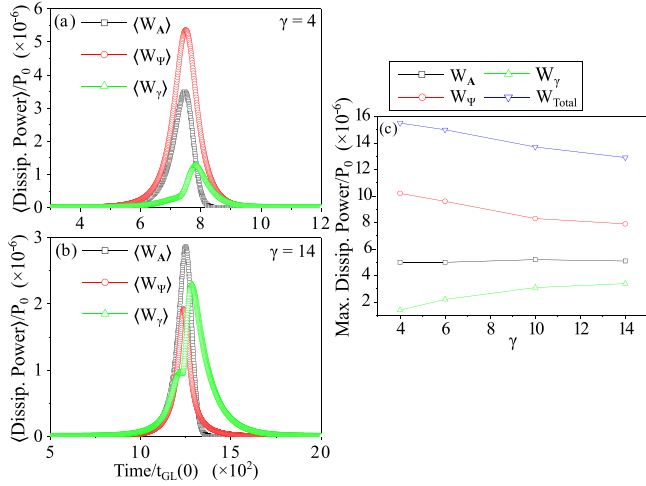 (a)
γ = 4
⟨W_A⟩
⟨W_Ψ⟩
⟨W_γ⟩
⟨Dissip. Power⟩/P_0 (×10^-6)
6
5
4
3
2
1
0
4 6 8 10 12
(b)
γ = 14
⟨W_A⟩
⟨W_Ψ⟩
⟨W_γ⟩
⟨Dissip. Power⟩/P_0 (×10^-6)
3
2
1
0
5 10 15 20
Time/t_GL(0) (×10^2)
W_A W_γ
W_Ψ W_Total
(c)
Max. Dissip. Power/P_0 (×10^-6)
16
14
12
10
8
6
4
2
4 6 8 10 12 14
γ